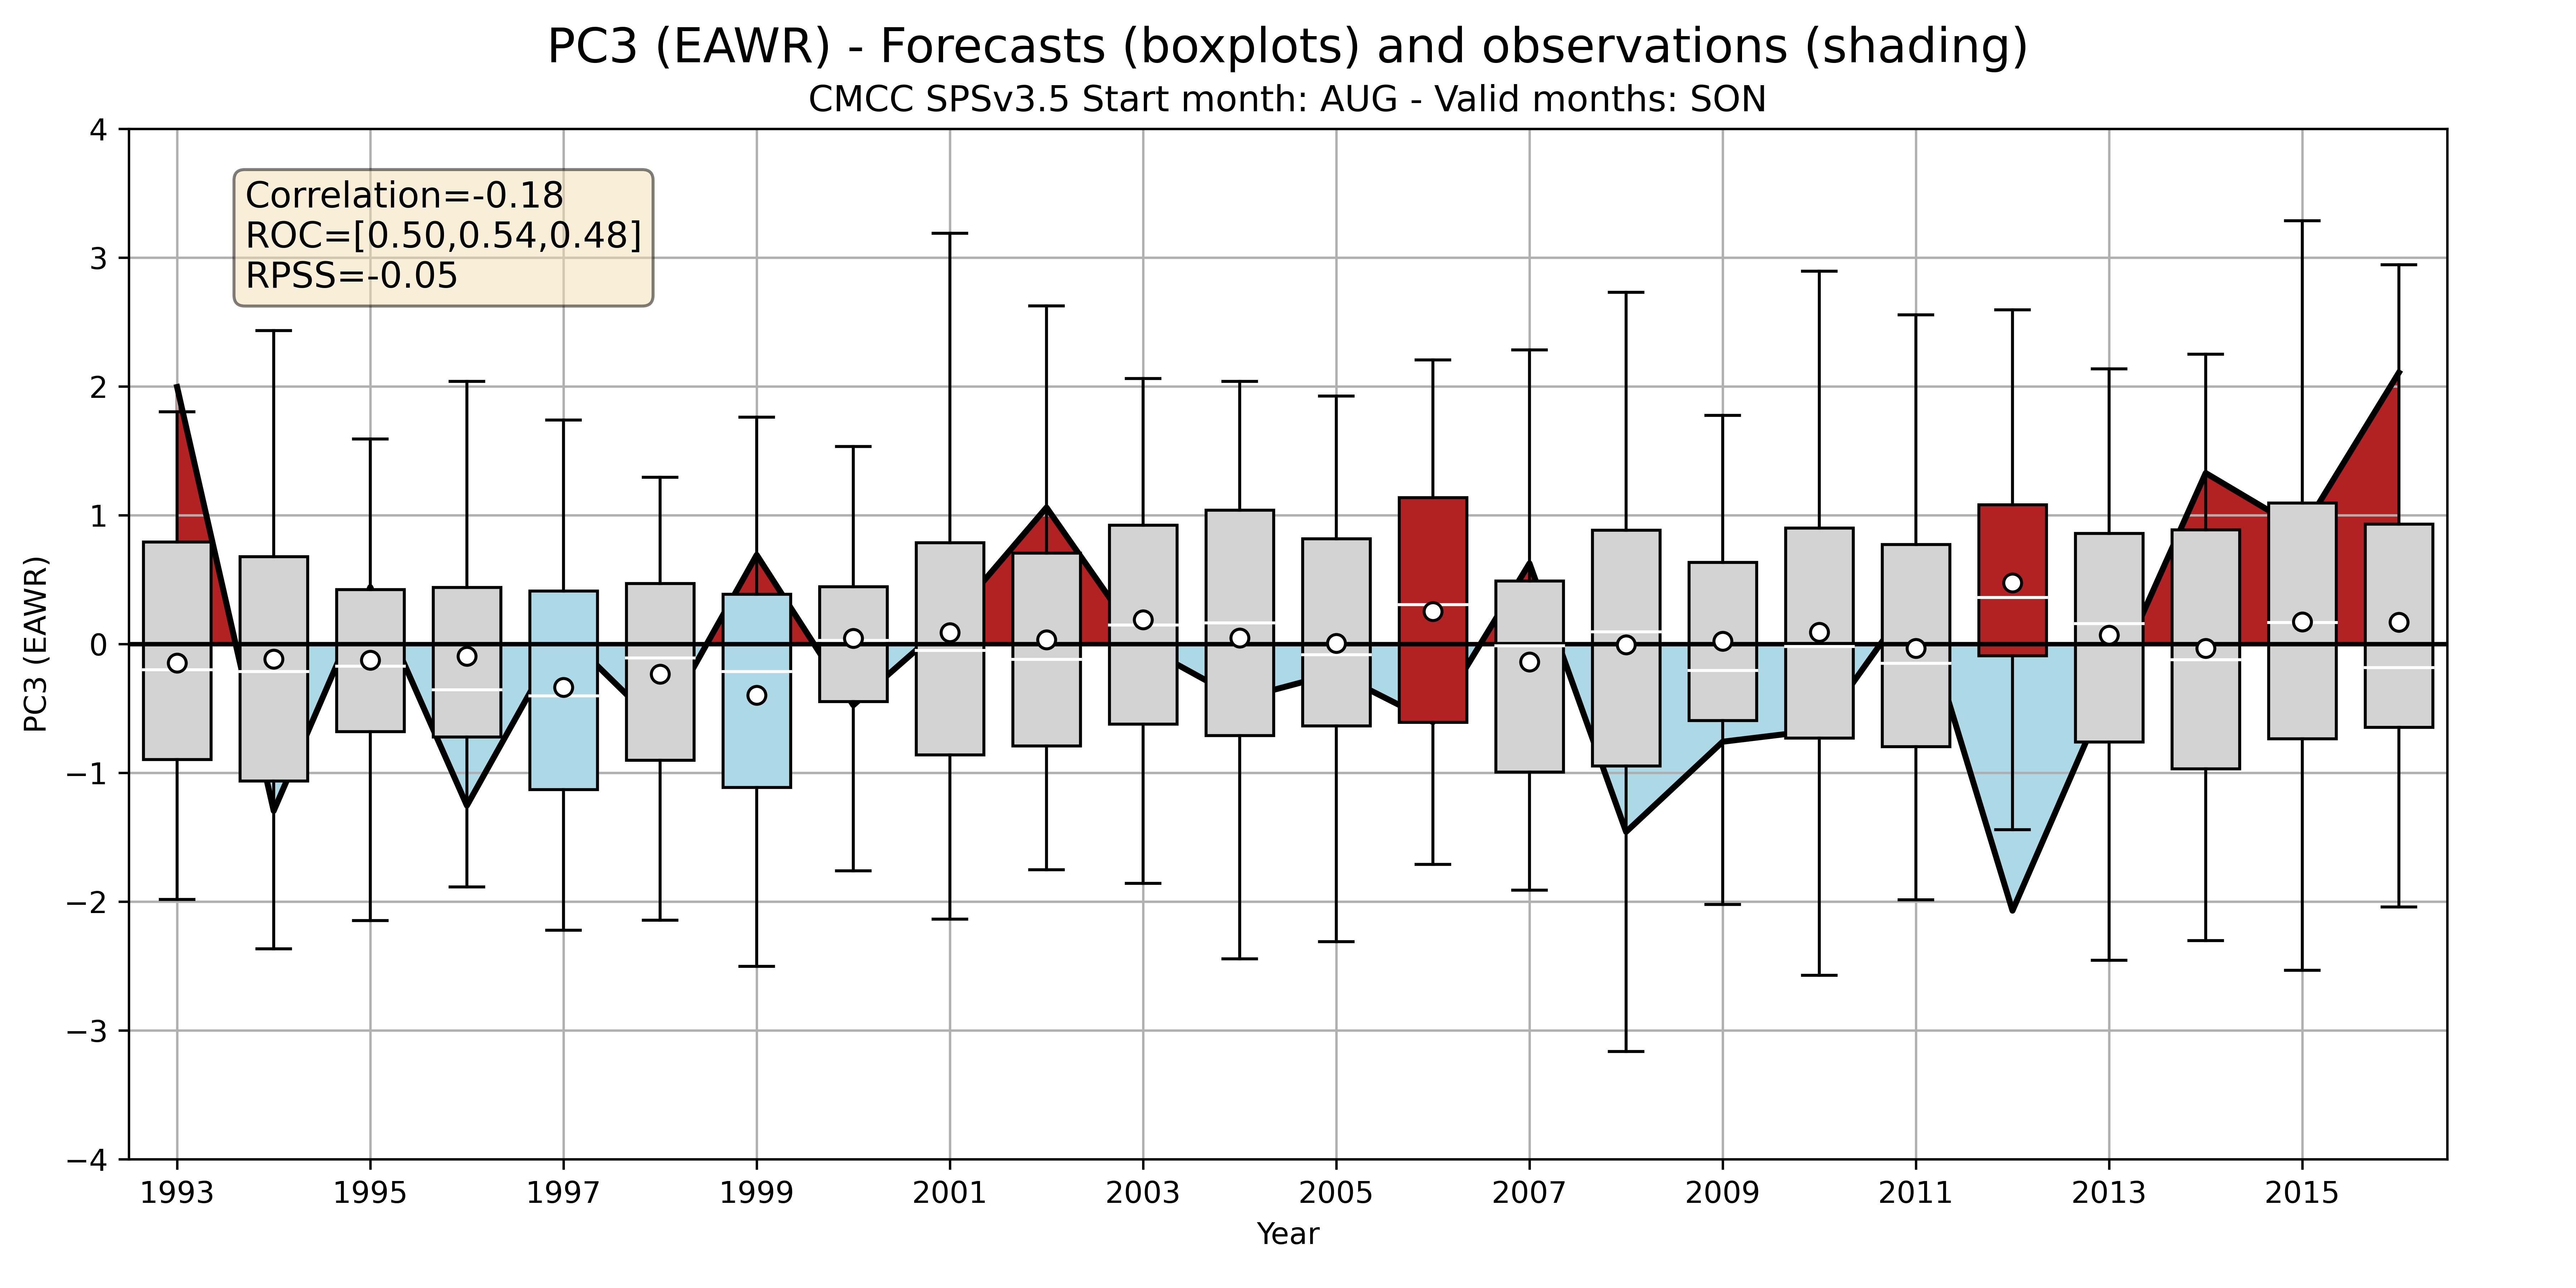 PC3 (EAWR) - Forecasts (boxplots) and observations (shading)
CMCC SPSv3.5 Start month: AUG - Valid months: SON
Correlation=-0.18
ROC=[0.50,0.54,0.48]
RPSS=-0.05
PC3 (EAWR)
4
3
2
1
0
−1
−2
−3
−4
1993 1995 1997 1999 2001 2003 2005 2007 2009 2011 2013 2015
Year